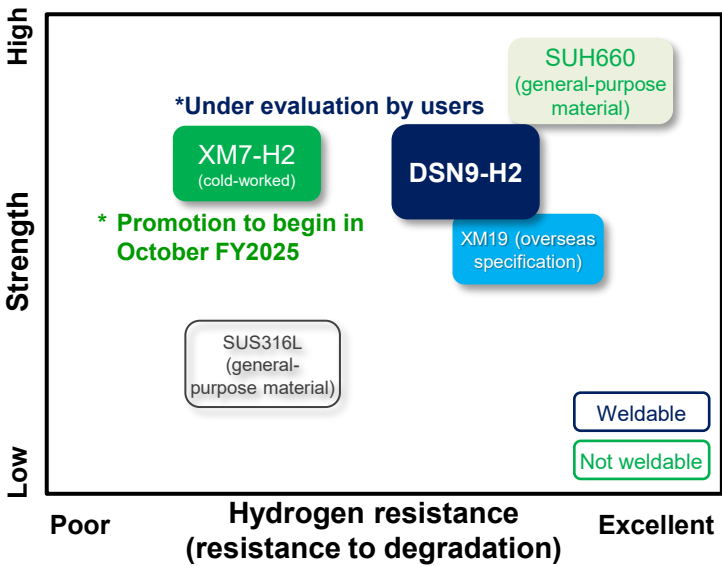 High
SUH660
(general-purpose
material)
*Under evaluation by users
XM7-H2
(cold-worked)
DSN9-H2
* Promotion to begin in
October FY2025
XM19 (overseas
specification)
Strength
SUS316L
(general-
purpose material)
Weldable
Not weldable
Low
Poor
Hydrogen resistance
(resistance to degradation)
Excellent